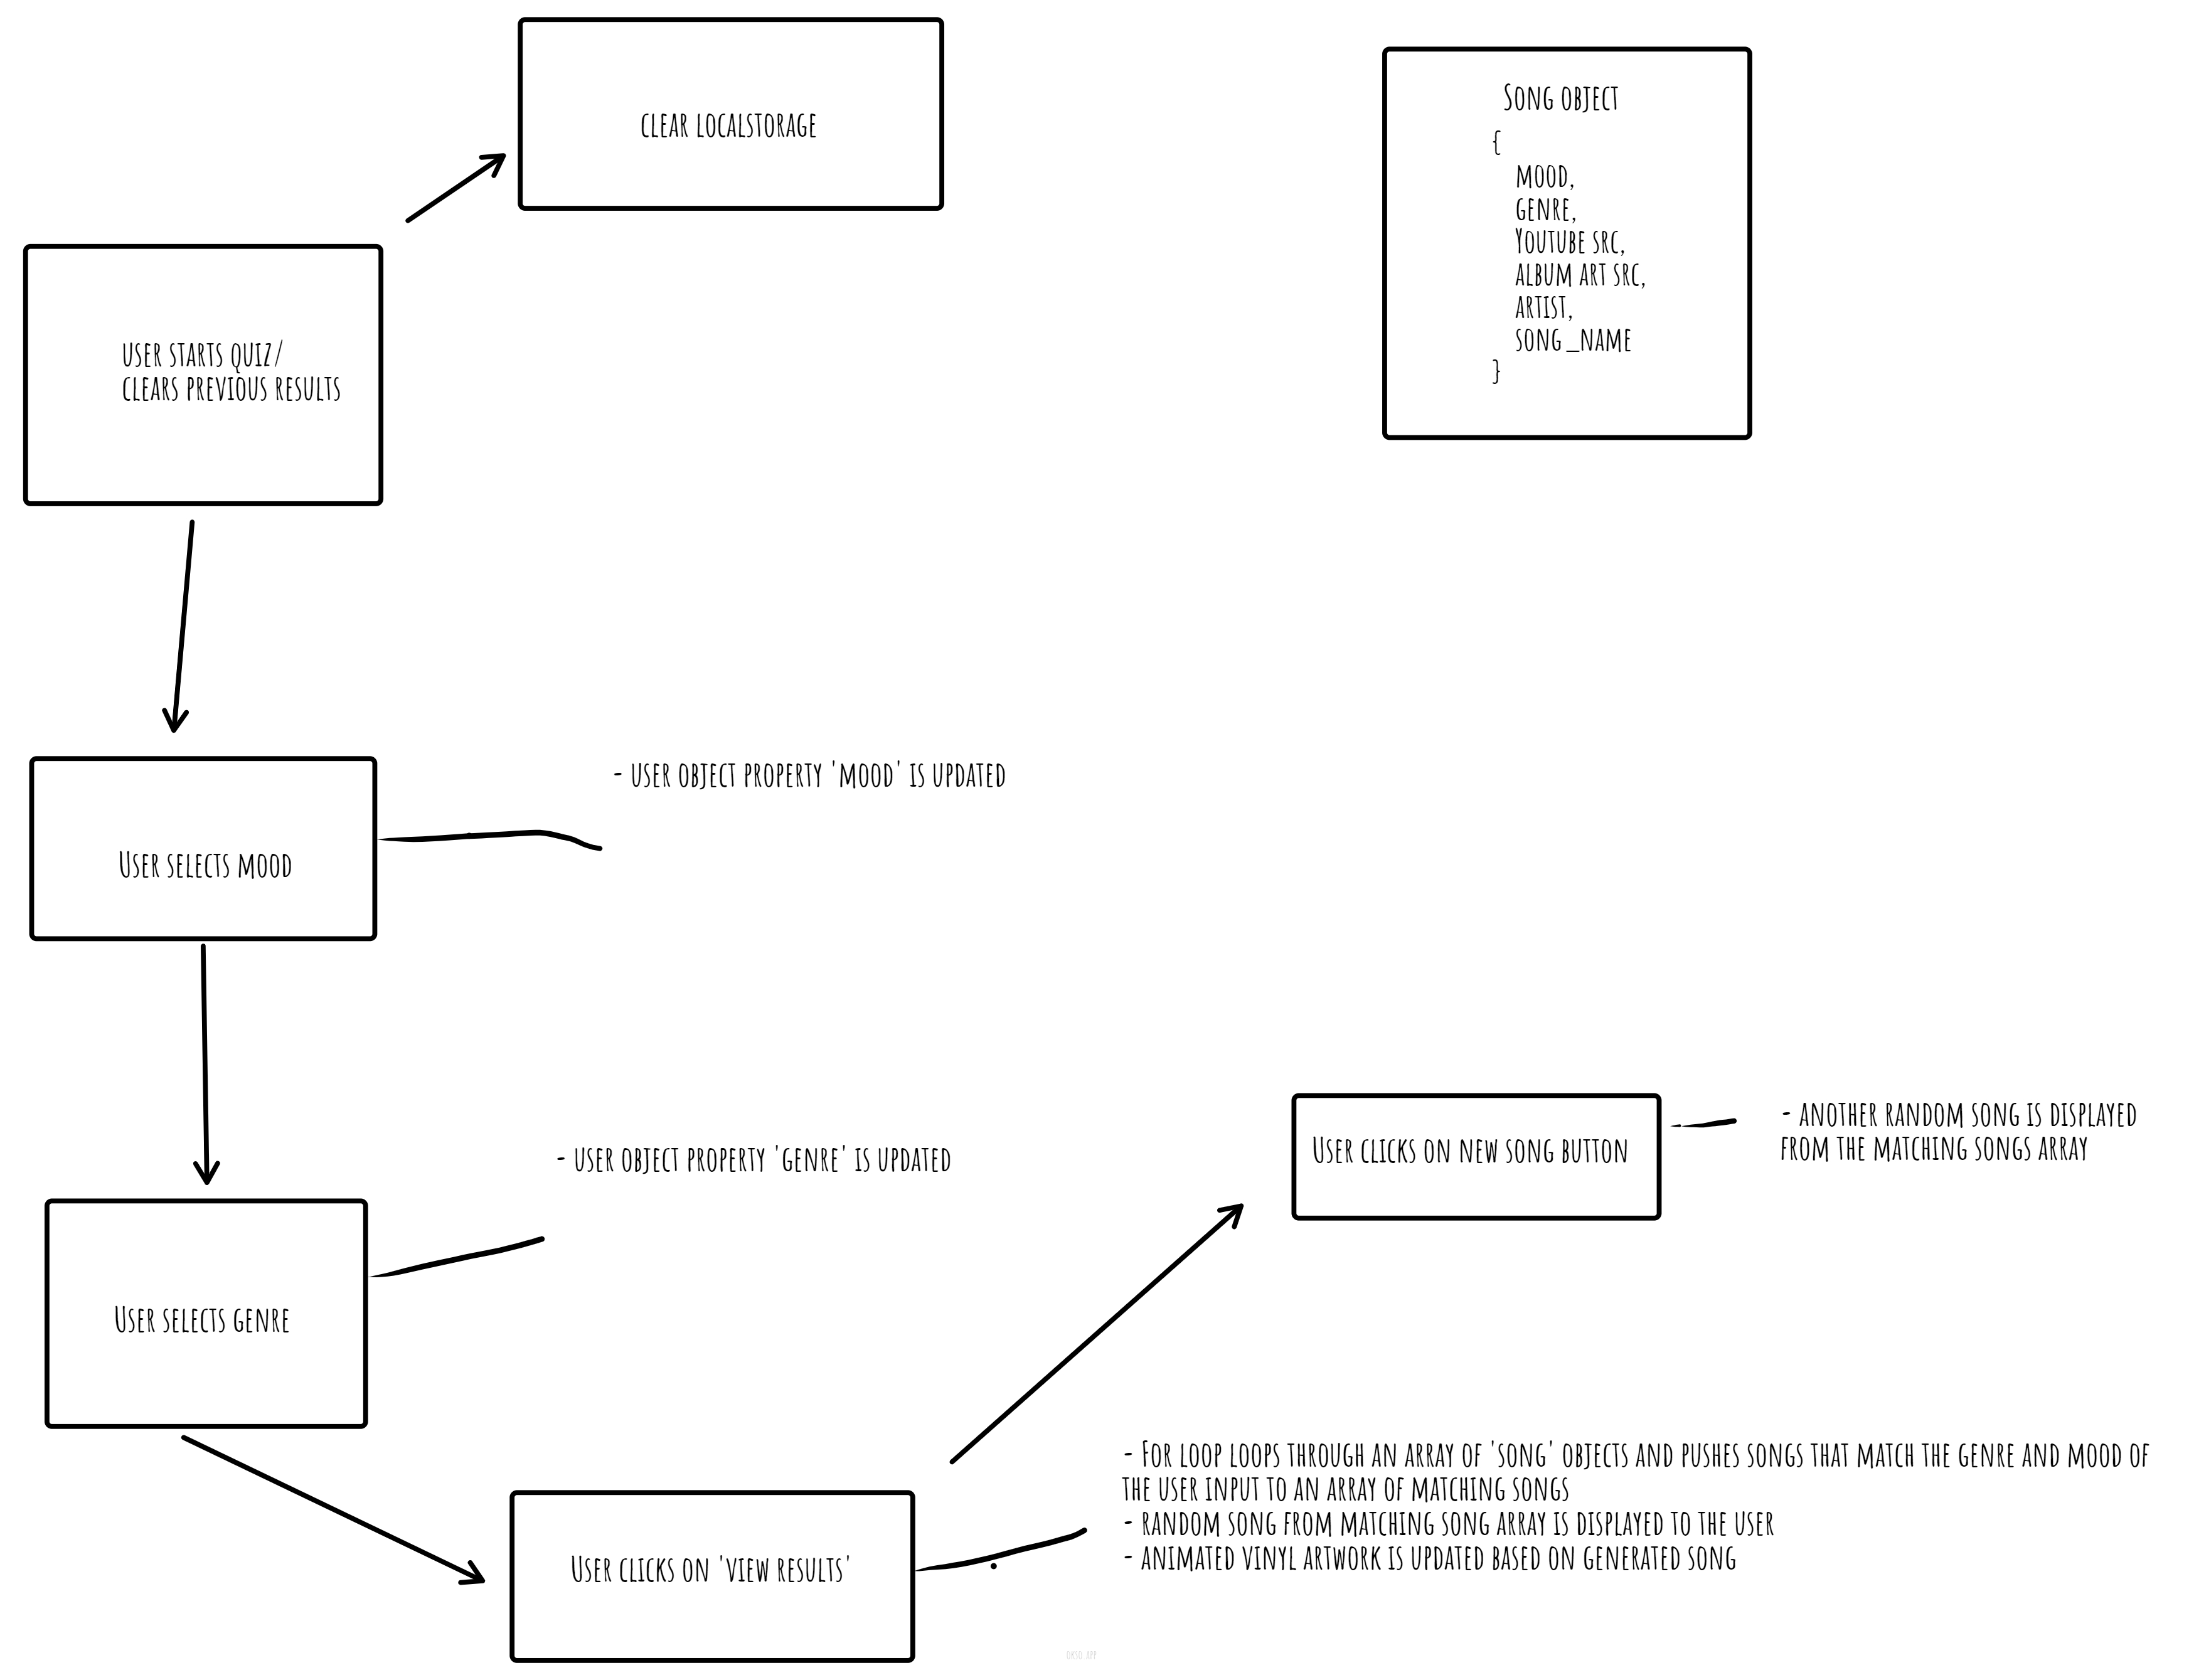 clear localstorage
Song object
{
mood,
genre,
Youtube src,
album art src,
artist,
song_name
}
user starts quiz/
clears previous results
- user object property 'mood' is updated
User selects mood
- user object property 'genre' is updated
User selects genre
User clicks on new song button
- another random song is displayed
from the matching songs array
- For loop loops through an array of 'song' objects and pushes songs that match the genre and mood of
the user input to an array of matching songs
- random song from matching song array is displayed to the user
- animated vinyl artwork is updated based on generated song
User clicks on 'view results'
okso.app